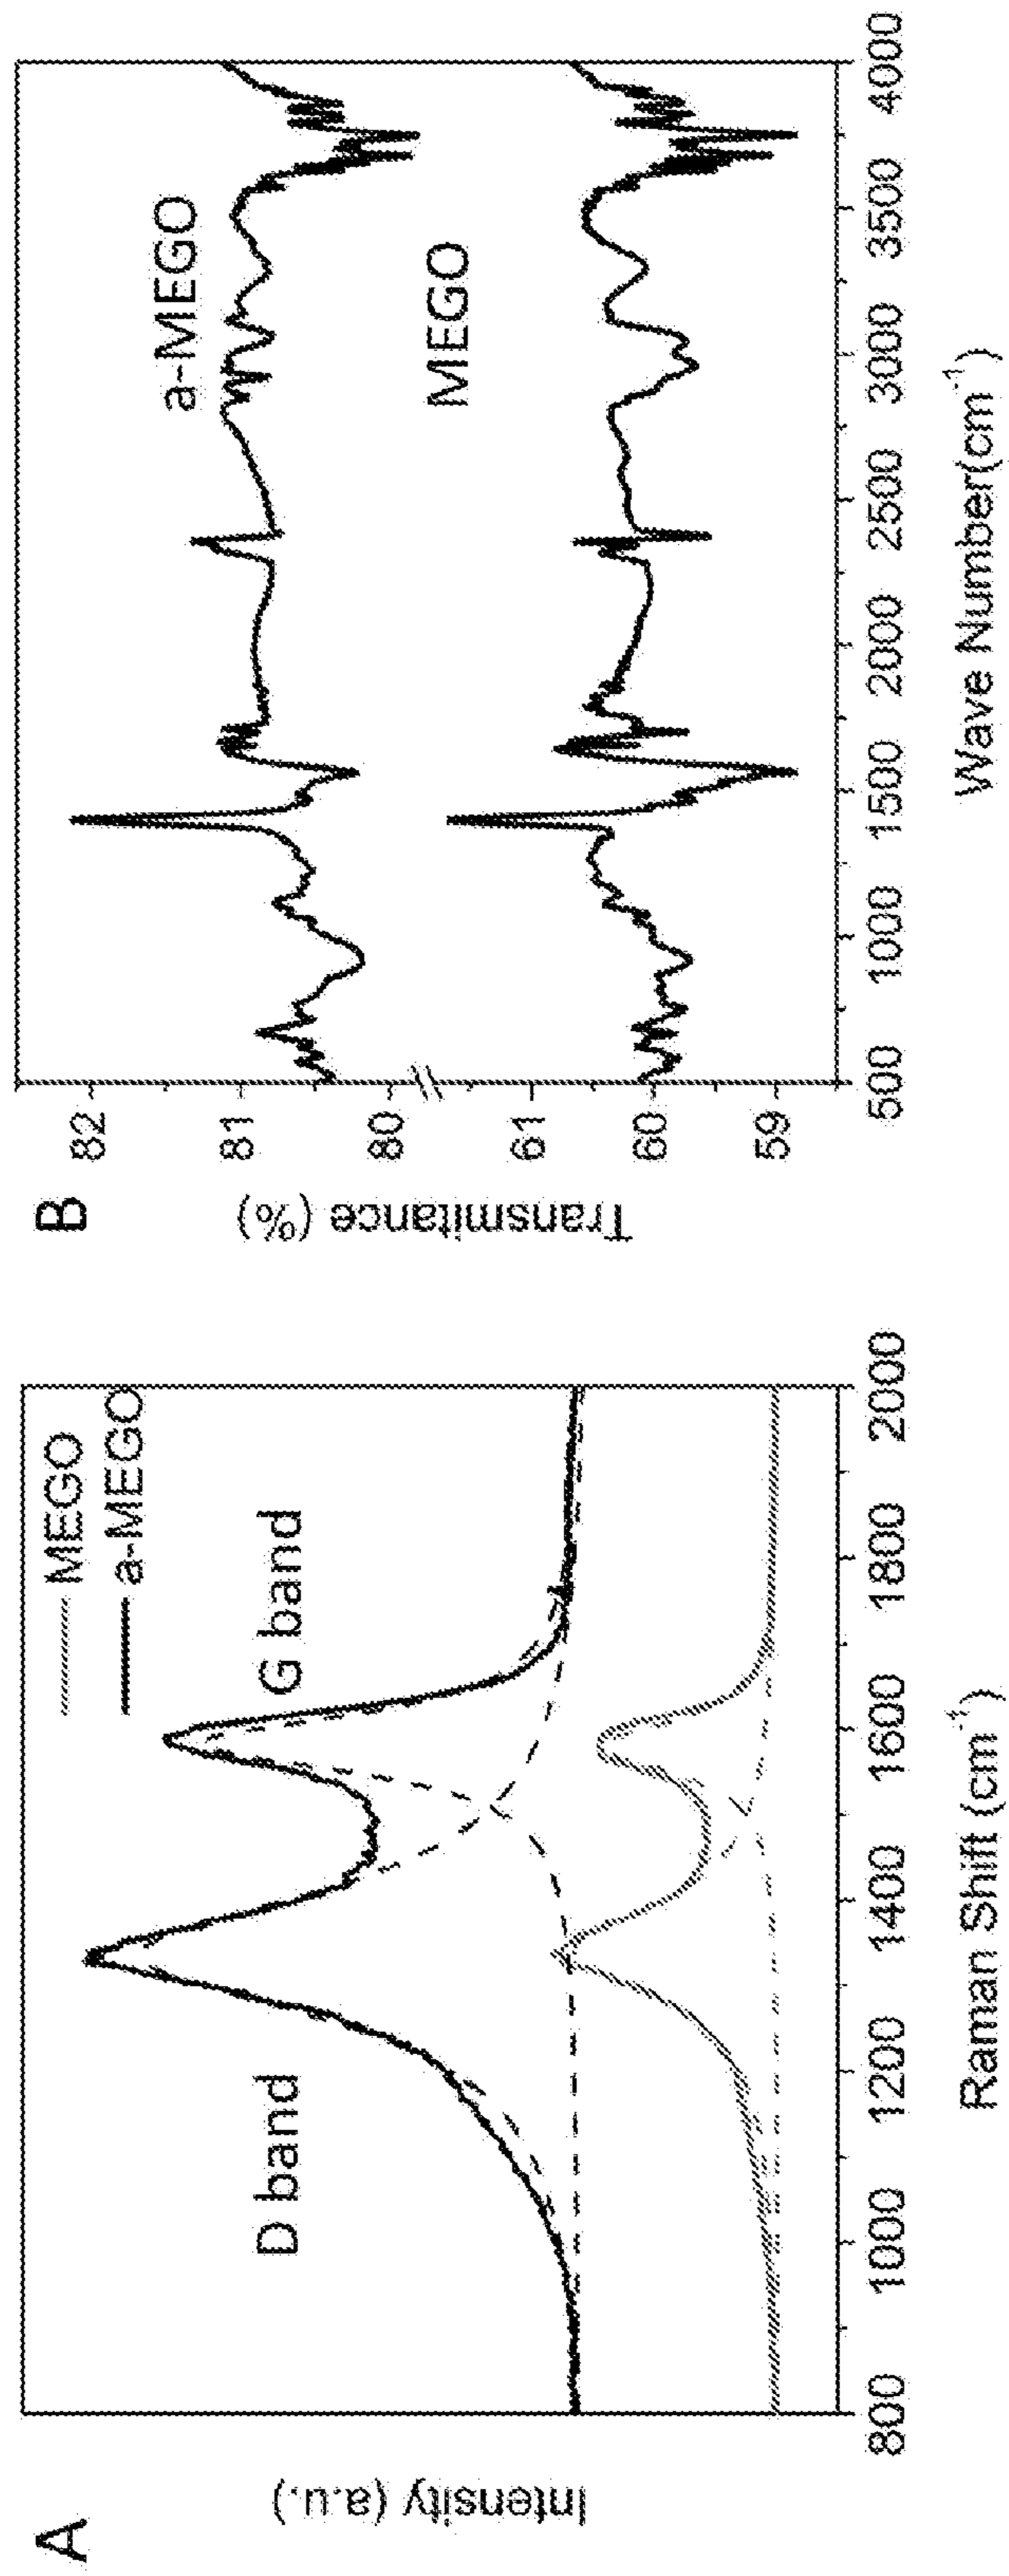 A
Intensity (a.u.)
MEGO
a-MEGO
D band
G band
800 1000 1200 1400 1600 1800 2000
Raman Shift (cm-1)
B
Transmitance (%)
82
81
80
61
60
59
a-MEGO
MEGO
500 1000 1500 2000 2500 3000 3500 4000
Wave Number(cm-1)